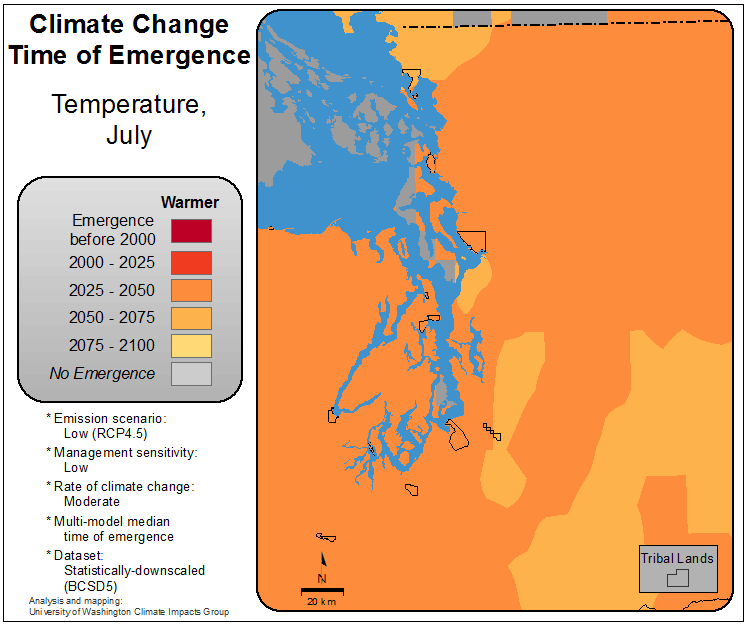 Climate Change
Time of Emergence
Temperature,
July
Warmer
Emergence
before 2000
2000 - 2025
2025 - 2050
2050 - 2075
2075 - 2100
No Emergence
* Emission scenario:
Low (RCP4.5)
* Management sensitivity:
Low
* Rate of climate change:
Moderate
* Multi-model median
time of emergence
* Dataset:
Statistically-downscaled
(BCSD5)
Analysis and mapping:
University of Washington Climate Impacts Group
N
20 km
Tribal Lands